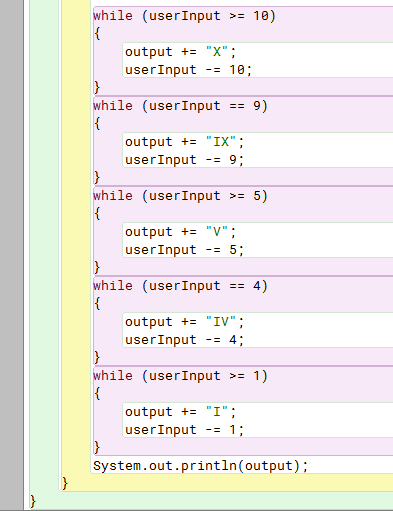 while (userInput >= 10)
{
output += "X";
userInput -= 10;
}
while (userInput == 9)
{
output += "IX";
userInput -= 9;
}
while (userInput >= 5)
{
output += "V";
userInput -= 5;
}
while (userInput == 4)
{
output += "IV";
userInput -= 4;
}
while (userInput >= 1)
{
output += "I";
userInput -= 1;
}
System.out.println(output);
}
}